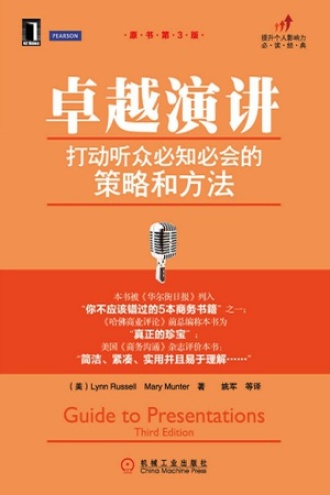 PEARSON
·原·书·第·3·版·
提升个人影响力
必·读·经·典
卓越演讲
打动听众必知必会的
策略和方法
本书被《华尔街日报》列入
“你不应该错过的5本商务书籍”之一;
《哈佛商业评论》前总编称本书为
“真正的珍宝”;
美国《商务沟通》杂志评价本书:
“简洁、紧凑、实用并且易于理解……”
(美) Lynn Russell Mary Munter 著 姚军 等译
Guide to Presentations
Third Edition
机械工业出版社
China Machine Press